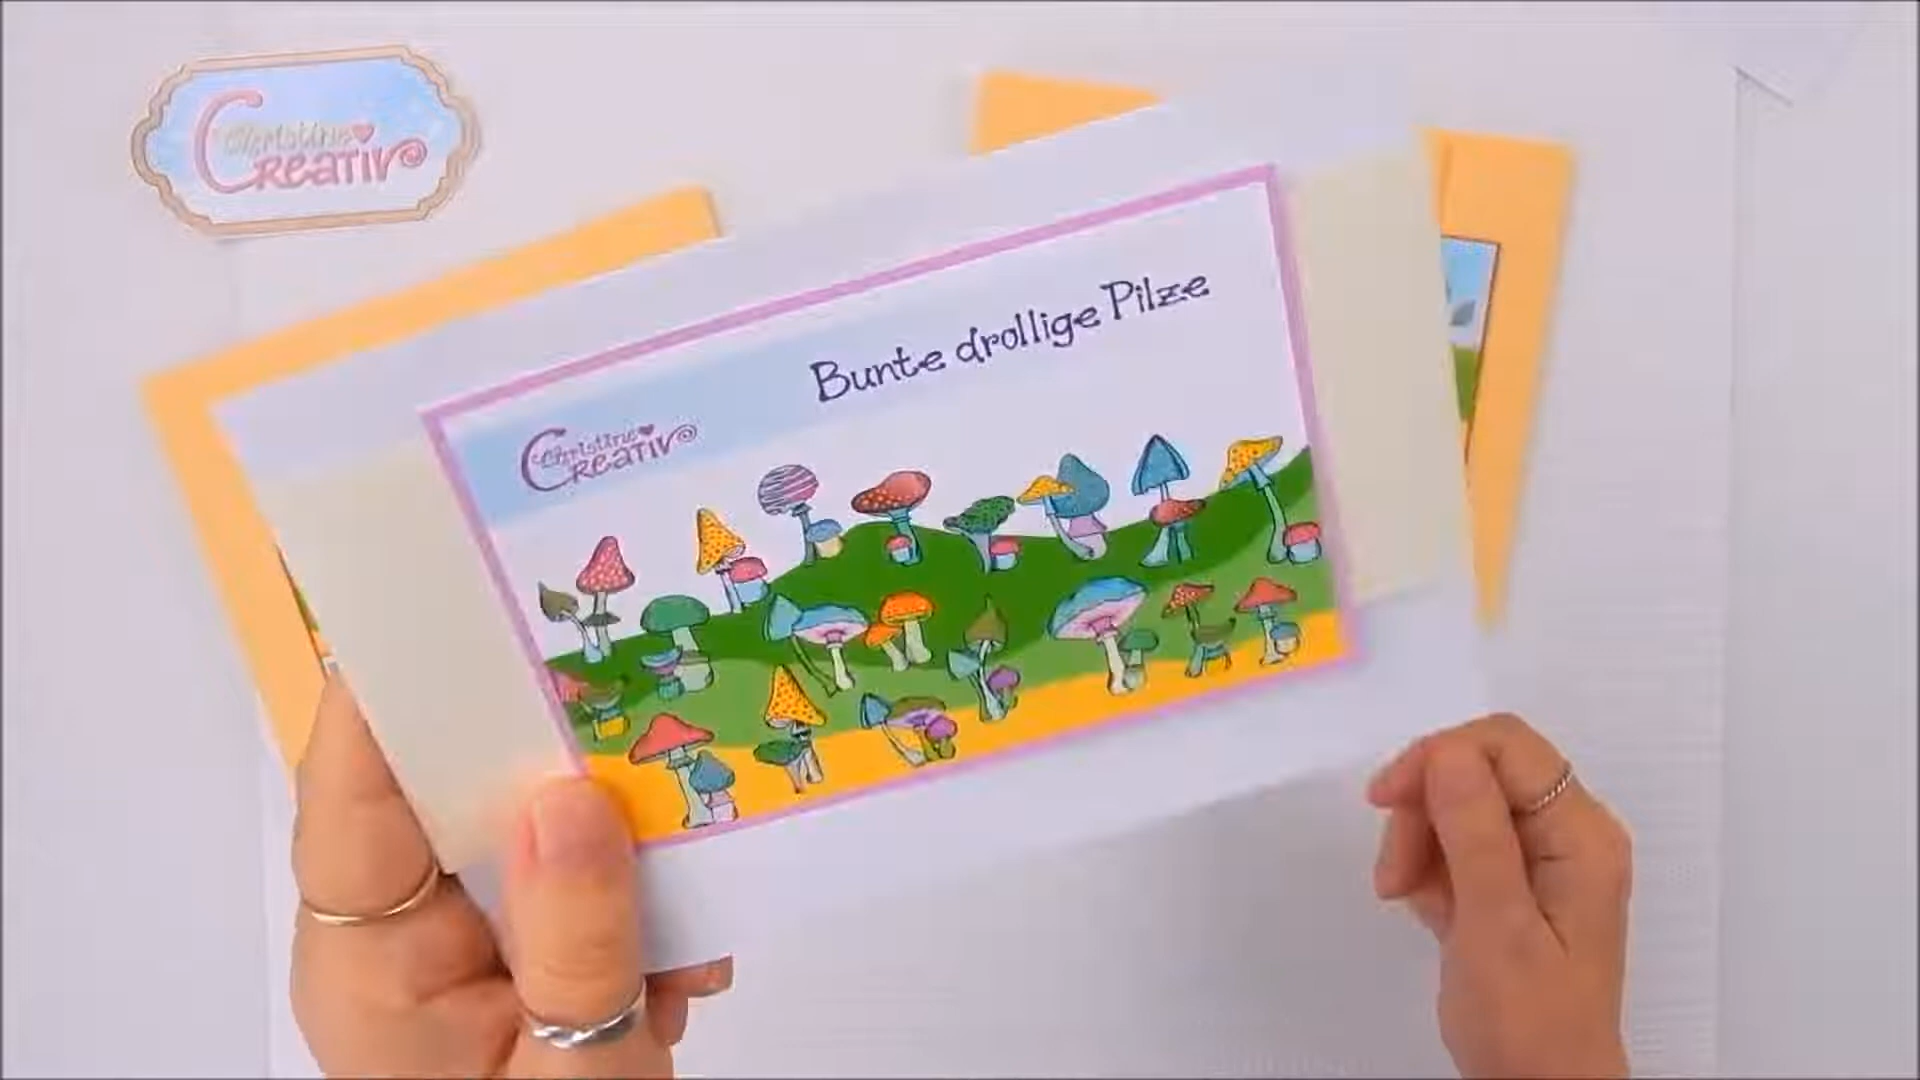 Christine
Creativ
Bunte drollige Pilze
Christine
Creativ